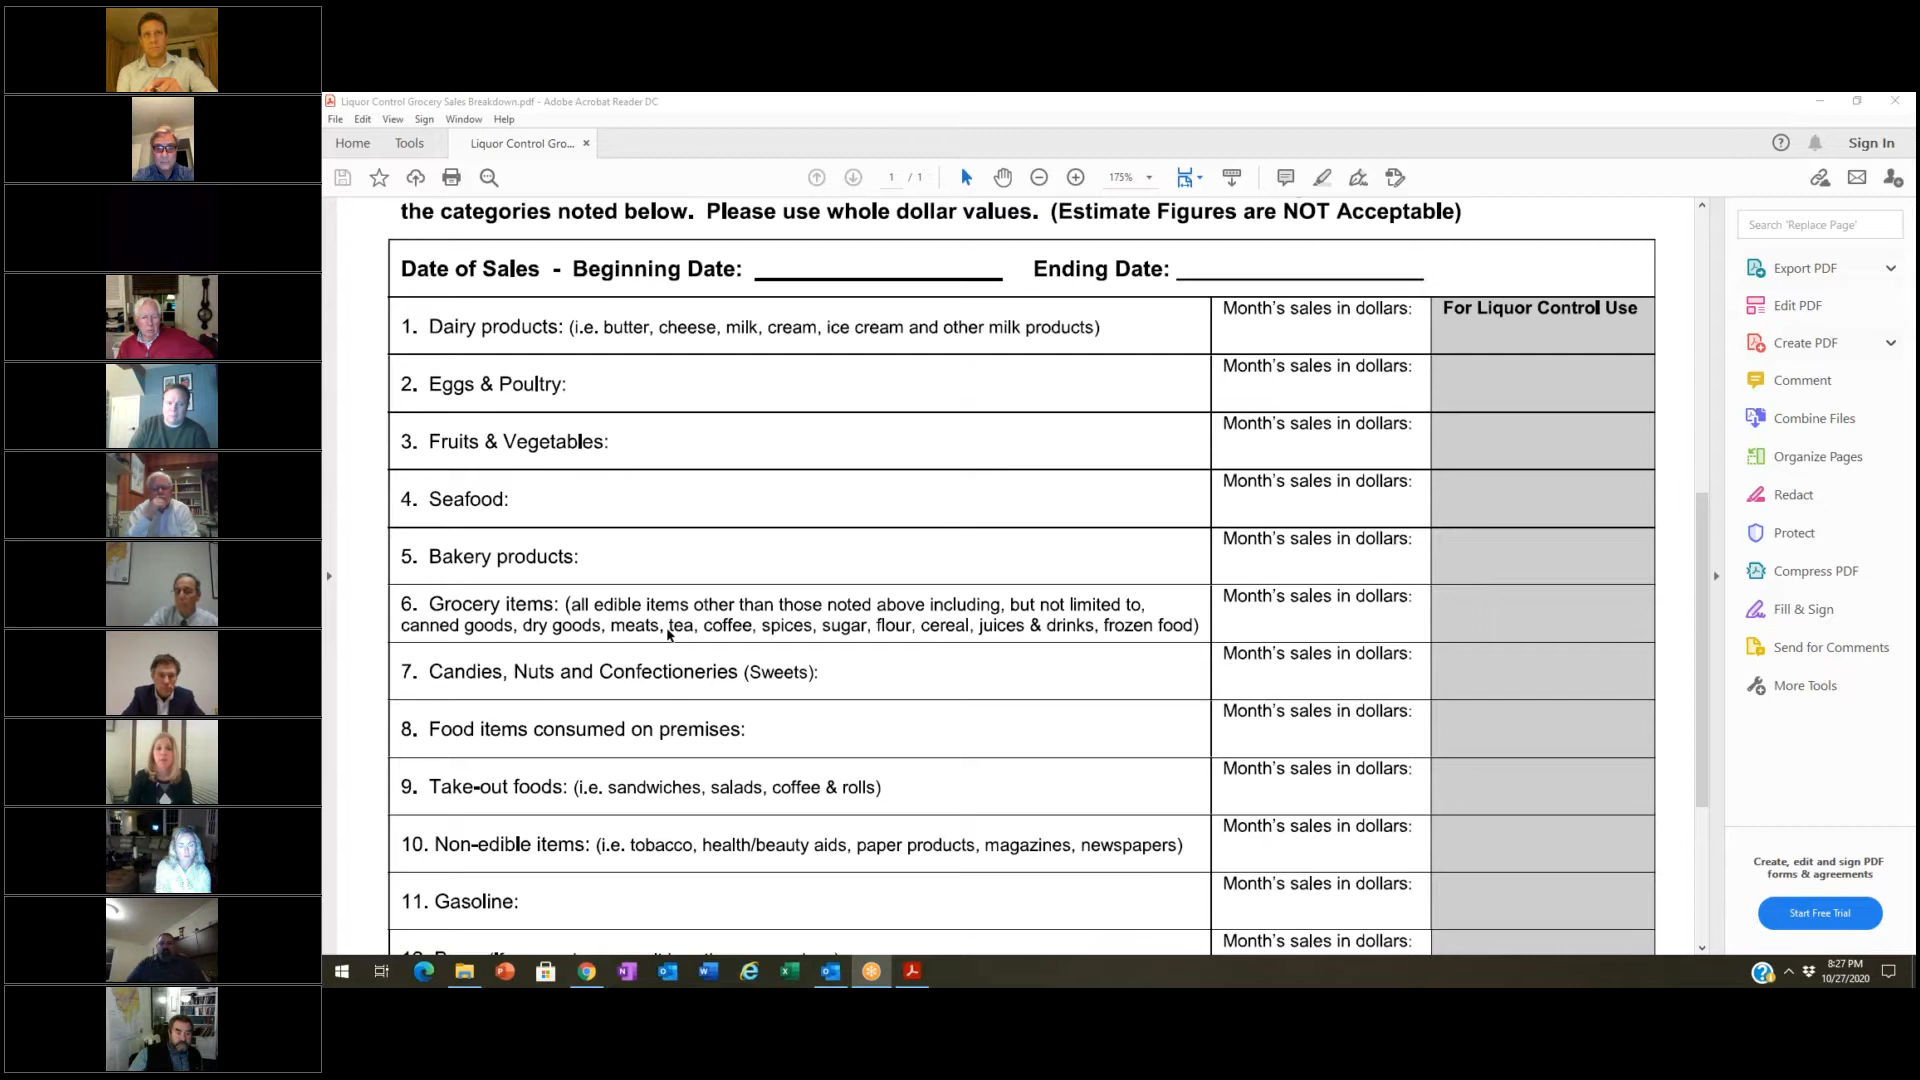 Liquor Control Grocery Sales Breakdown.pdf - Adobe Acrobat Reader DC
File Edit View Sign Window Help
Home Tools Liquor Control Gro... × Sign In
1 / 1 175%
the categories noted below. Please use whole dollar values. (Estimate Figures are NOT Acceptable)
Date of Sales - Beginning Date: Ending Date:
1. Dairy products: (i.e. butter, cheese, milk, cream, ice cream and other milk products)
Month's sales in dollars:
For Liquor Control Use
2. Eggs & Poultry:
Month's sales in dollars:
3. Fruits & Vegetables:
Month's sales in dollars:
4. Seafood:
Month's sales in dollars:
5. Bakery products:
Month's sales in dollars:
6. Grocery items: (all edible items other than those noted above including, but not limited to,
canned goods, dry goods, meats, tea, coffee, spices, sugar, flour, cereal, juices & drinks, frozen food)
Month's sales in dollars:
7. Candies, Nuts and Confectioneries (Sweets):
Month's sales in dollars:
8. Food items consumed on premises:
Month's sales in dollars:
9. Take-out foods: (i.e. sandwiches, salads, coffee & rolls)
Month's sales in dollars:
10. Non-edible items: (i.e. tobacco, health/beauty aids, paper products, magazines, newspapers)
Month's sales in dollars:
11. Gasoline:
Month's sales in dollars:
Month's sales in dollars:
Search 'Replace Page'
Export PDF
Edit PDF
Create PDF
Comment
Combine Files
Organize Pages
Redact
Protect
Compress PDF
Fill & Sign
Send for Comments
More Tools
Create, edit and sign PDF
forms & agreements
Start Free Trial
8:27 PM
10/27/2020